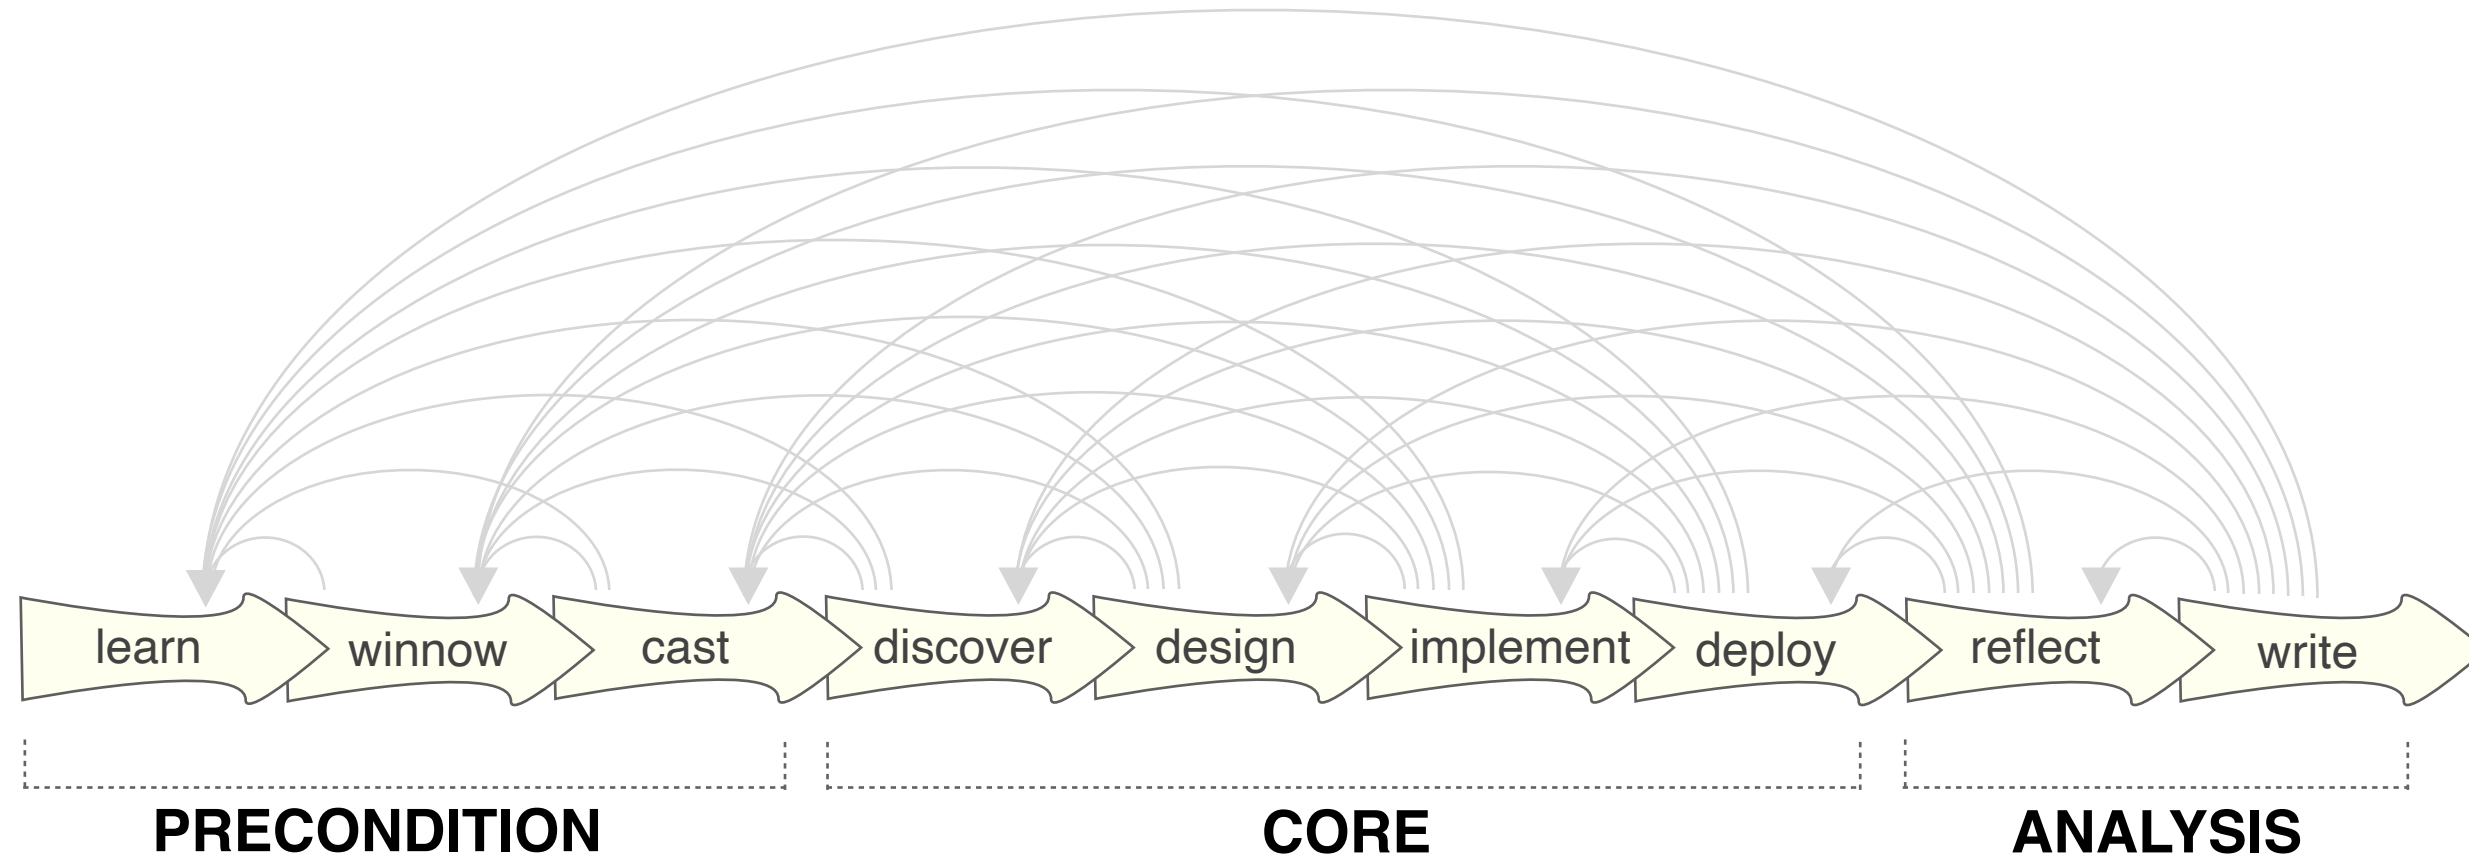 learn
winnow
cast
discover
design
implement
deploy
reflect
write
PRECONDITION
CORE
ANALYSIS